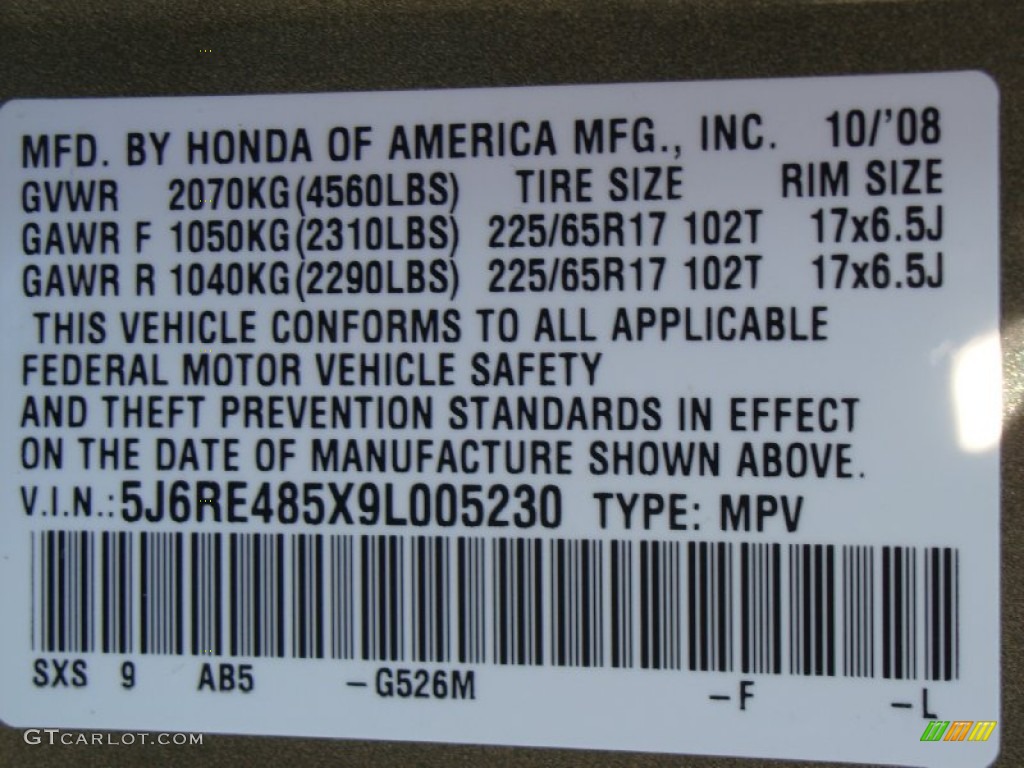 MFD. BY HONDA OF AMERICA MFG., INC. 10/'08
GVWR 2070KG(4560LBS) TIRE SIZE RIM SIZE
GAWR F 1050KG(2310LBS) 225/65R17 102T 17x6.5J
GAWR R 1040KG(2290LBS) 225/65R17 102T 17x6.5J
THIS VEHICLE CONFORMS TO ALL APPLICABLE
FEDERAL MOTOR VEHICLE SAFETY
AND THEFT PREVENTION STANDARDS IN EFFECT
ON THE DATE OF MANUFACTURE SHOWN ABOVE.
V.I.N.:5J6RE485X9L005230 TYPE: MPV
SXS 9 AB5 -G526M -F -L
GTCARLOT.COM